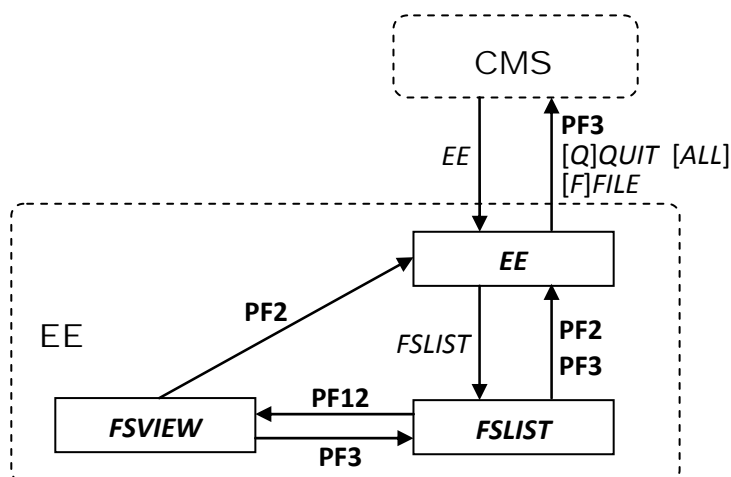 CMS
EE
PF3
[Q]QUIT [ALL]
[F]FILE
EE
PF2
EE
FSLIST
PF2
PF3
FSVIEW
PF12
PF3
FSLIST